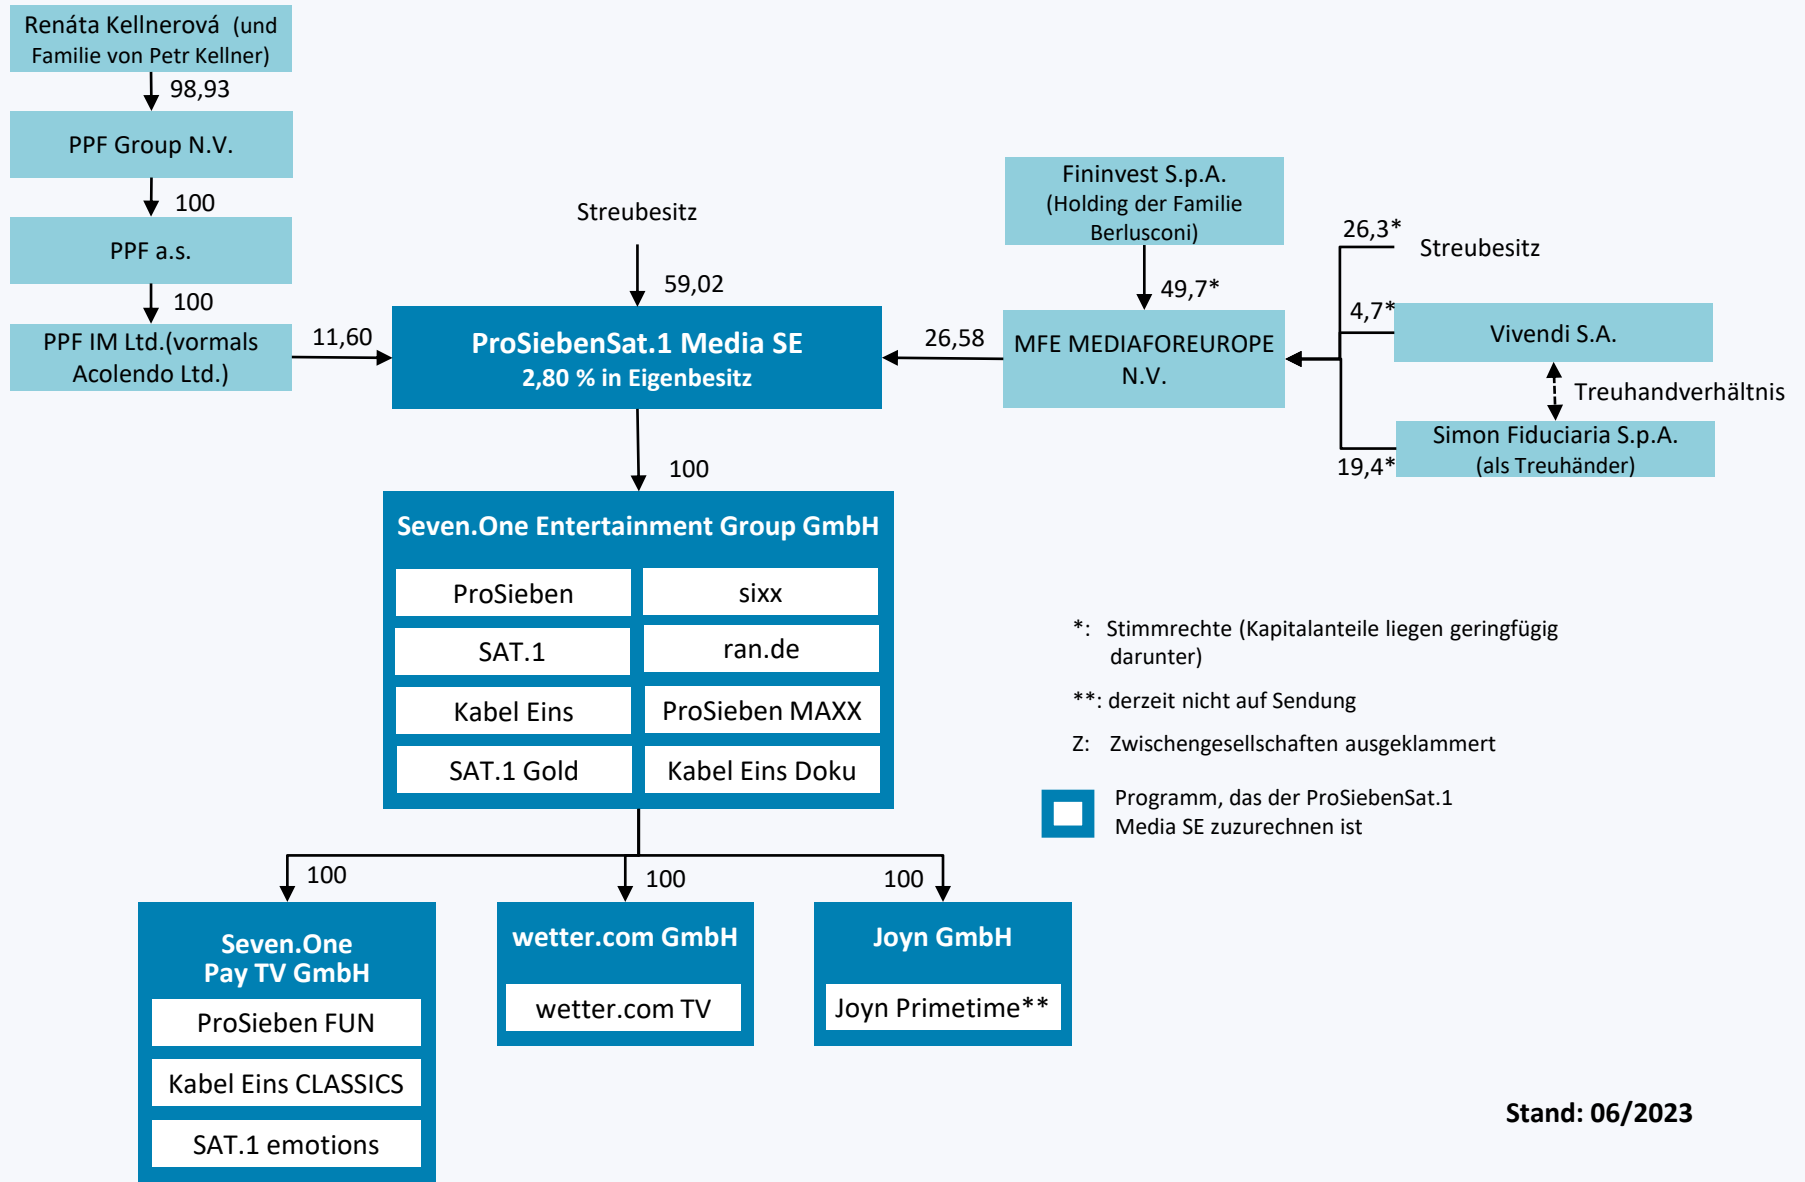 Renáta Kellnerová (und
Familie von Petr Kellner)
98,93
PPF Group N.V.
100
PPF a.s.
100
PPF IM Ltd.(vormals
Acolendo Ltd.)
11,60
Streubesitz
59,02
ProSiebenSat.1 Media SE
2,80 % in Eigenbesitz
26,58
Fininvest S.p.A.
(Holding der Familie
Berlusconi)
49,7*
MFE MEDIAFOREUROPE
N.V.
26,3*
Streubesitz
4,7*
Vivendi S.A.
Treuhandverhältnis
Simon Fiduciaria S.p.A.
(als Treuhänder)
19,4*
100
Seven.One Entertainment Group GmbH
ProSieben
sixx
SAT.1
ran.de
Kabel Eins
ProSieben MAXX
SAT.1 Gold
Kabel Eins Doku
*: Stimmrechte (Kapitalanteile liegen geringfügig
darunter)
**: derzeit nicht auf Sendung
Z: Zwischengesellschaften ausgeklammert
Programm, das der ProSiebenSat.1
Media SE zuzurechnen ist
100
100
100
Seven.One
Pay TV GmbH
ProSieben FUN
Kabel Eins CLASSICS
SAT.1 emotions
wetter.com GmbH
wetter.com TV
Joyn GmbH
Joyn Primetime**
Stand: 06/2023